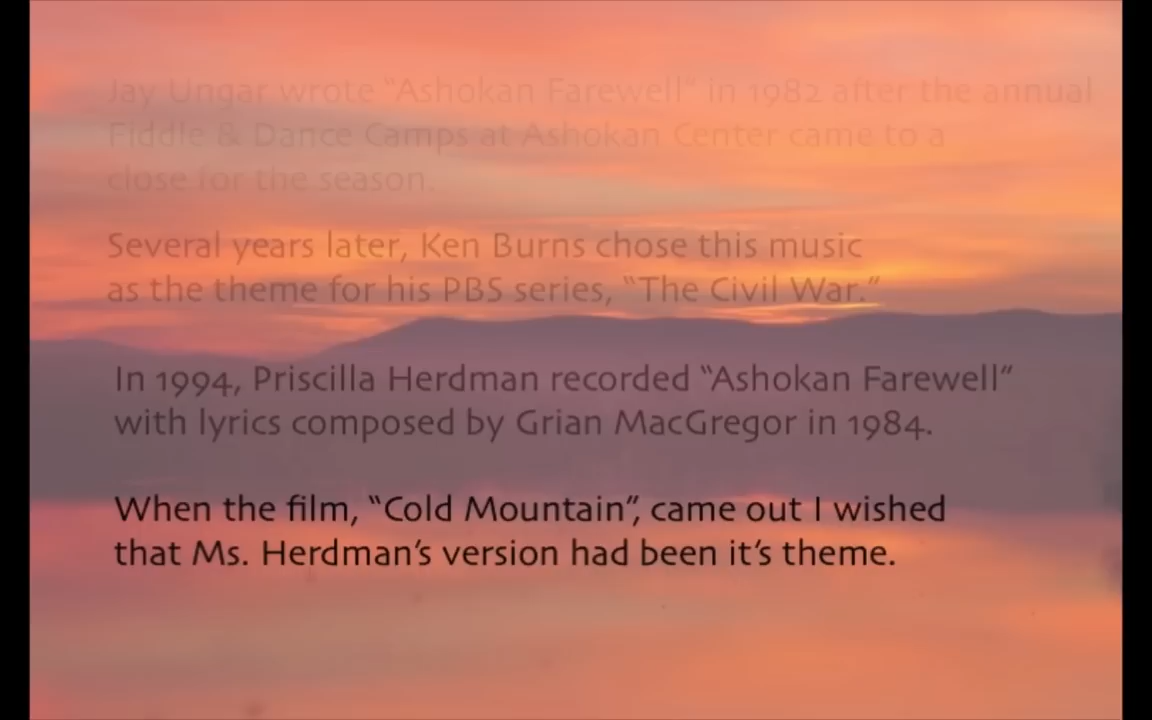 Jay Ungar wrote “Ashokan Farewell” in 1982 after the annual
Fiddle & Dance Camps at Ashokan Center came to a
close for the season.
Several years later, Ken Burns chose this music
as the theme for his PBS series, “The Civil War.”
In 1994, Priscilla Herdman recorded “Ashokan Farewell”
with lyrics composed by Grian MacGregor in 1984.
When the film, “Cold Mountain”, came out I wished
that Ms. Herdman’s version had been it’s theme.